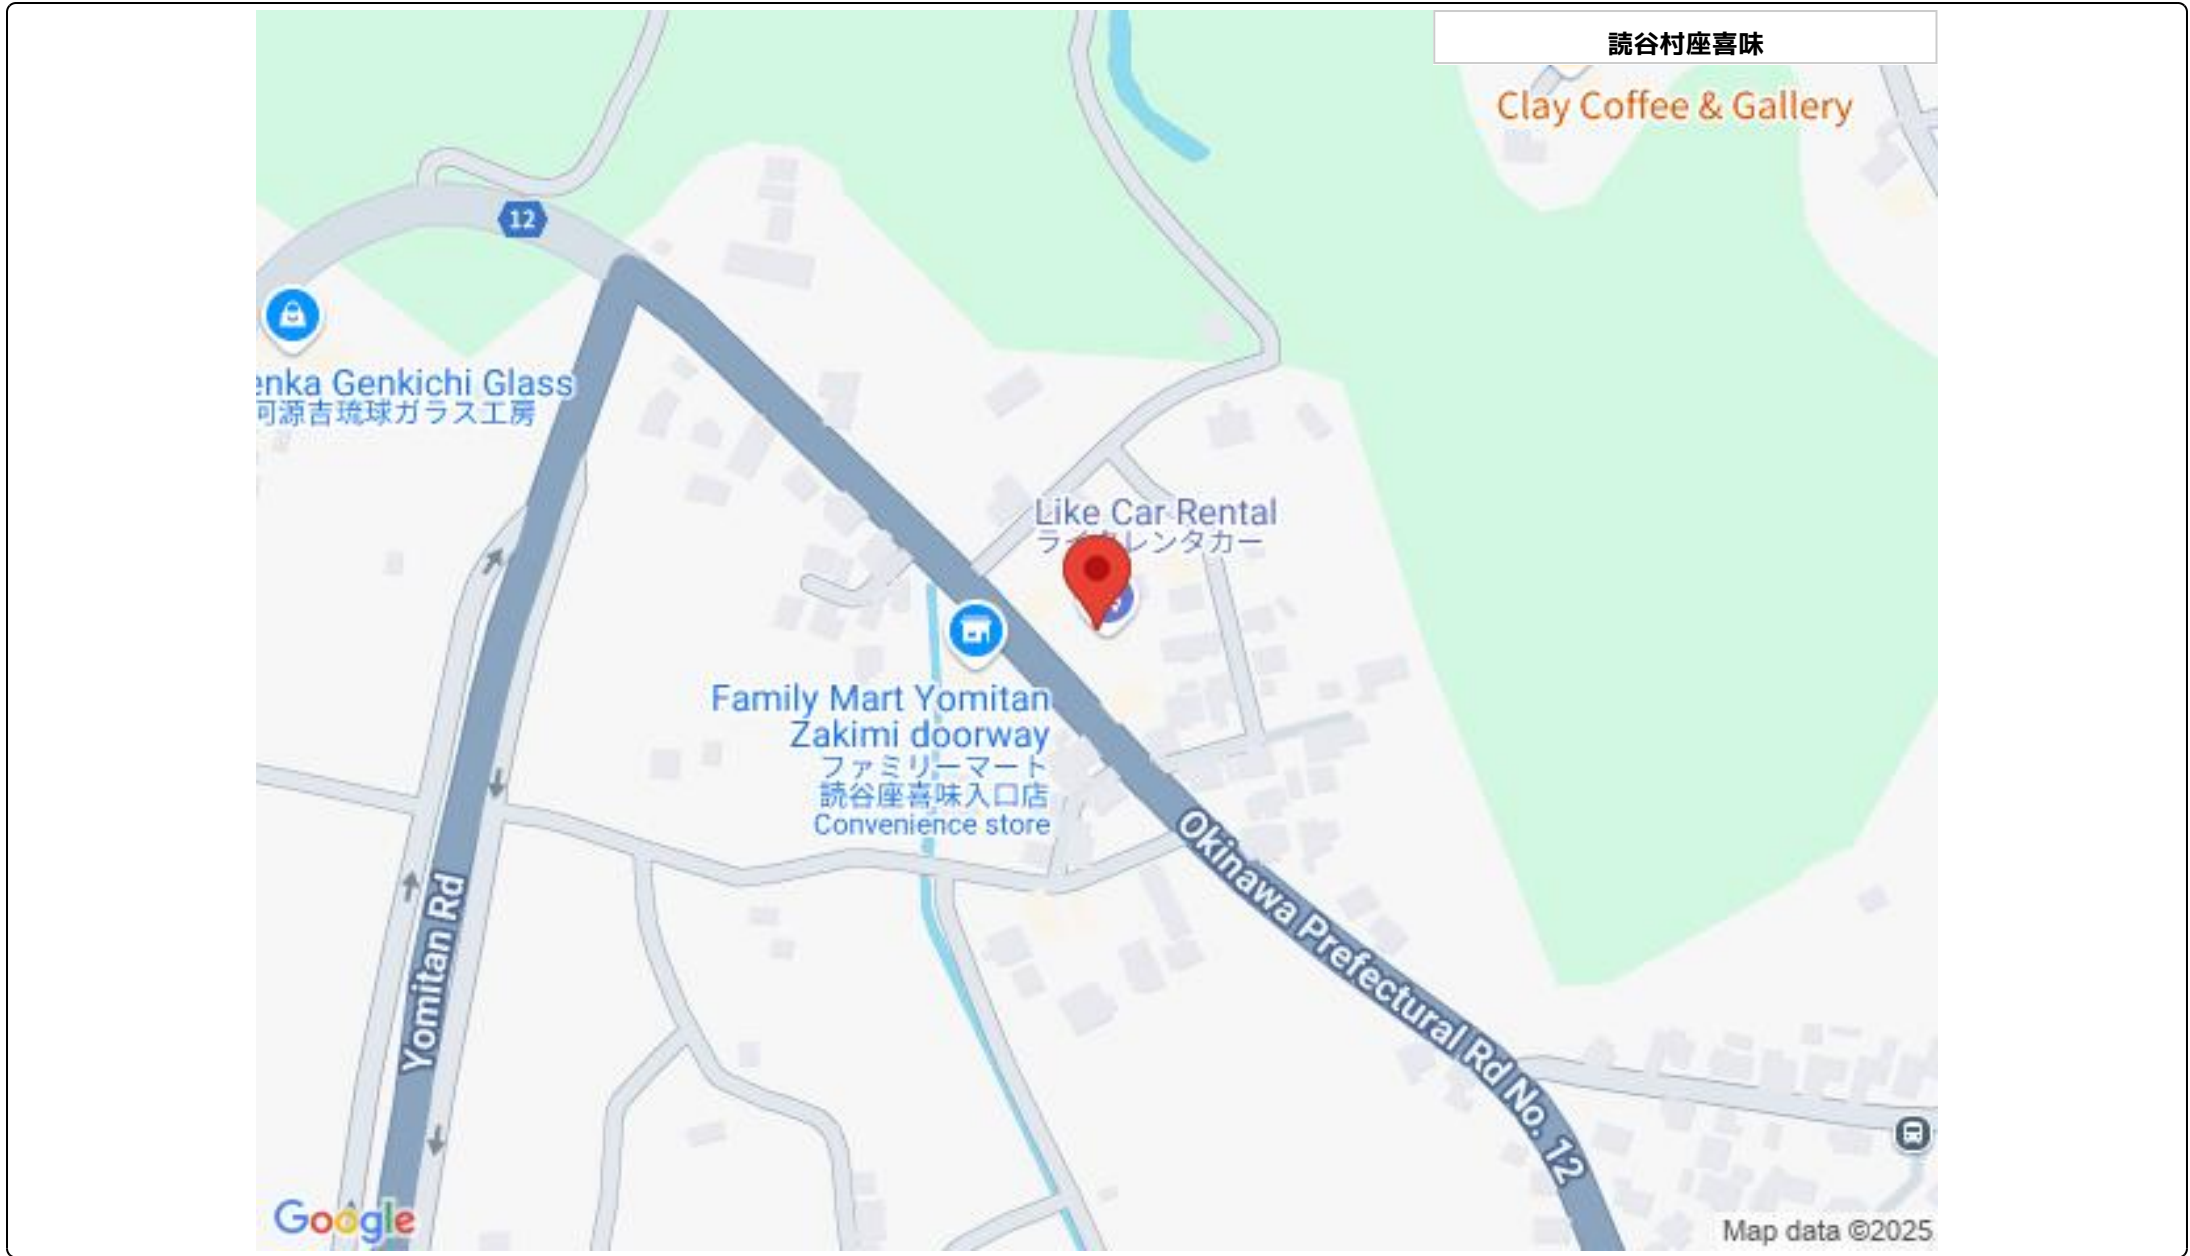 読谷村座喜味
Clay Coffee & Gallery
12
enka Genkichi Glass
河源吉琉球ガラス工房
Like Car Rental
ライクレンタカー
Family Mart Yomitan
Zakimi doorway
ファミリーマート
読谷座喜味入口店
Convenience store
Okinawa Prefectural Rd No. 12
Yomitan Rd
Google
Map data ©2025